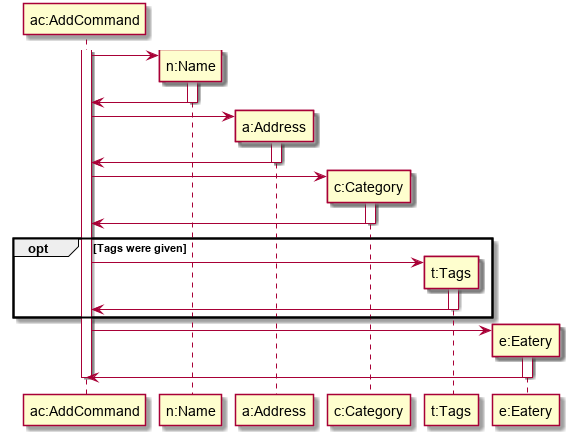 ac:AddCommand
n:Name
a:Address
c:Category
opt [Tags were given]
t:Tags
e:Eatery
ac:AddCommand n:Name a:Address c:Category t:Tags e:Eatery